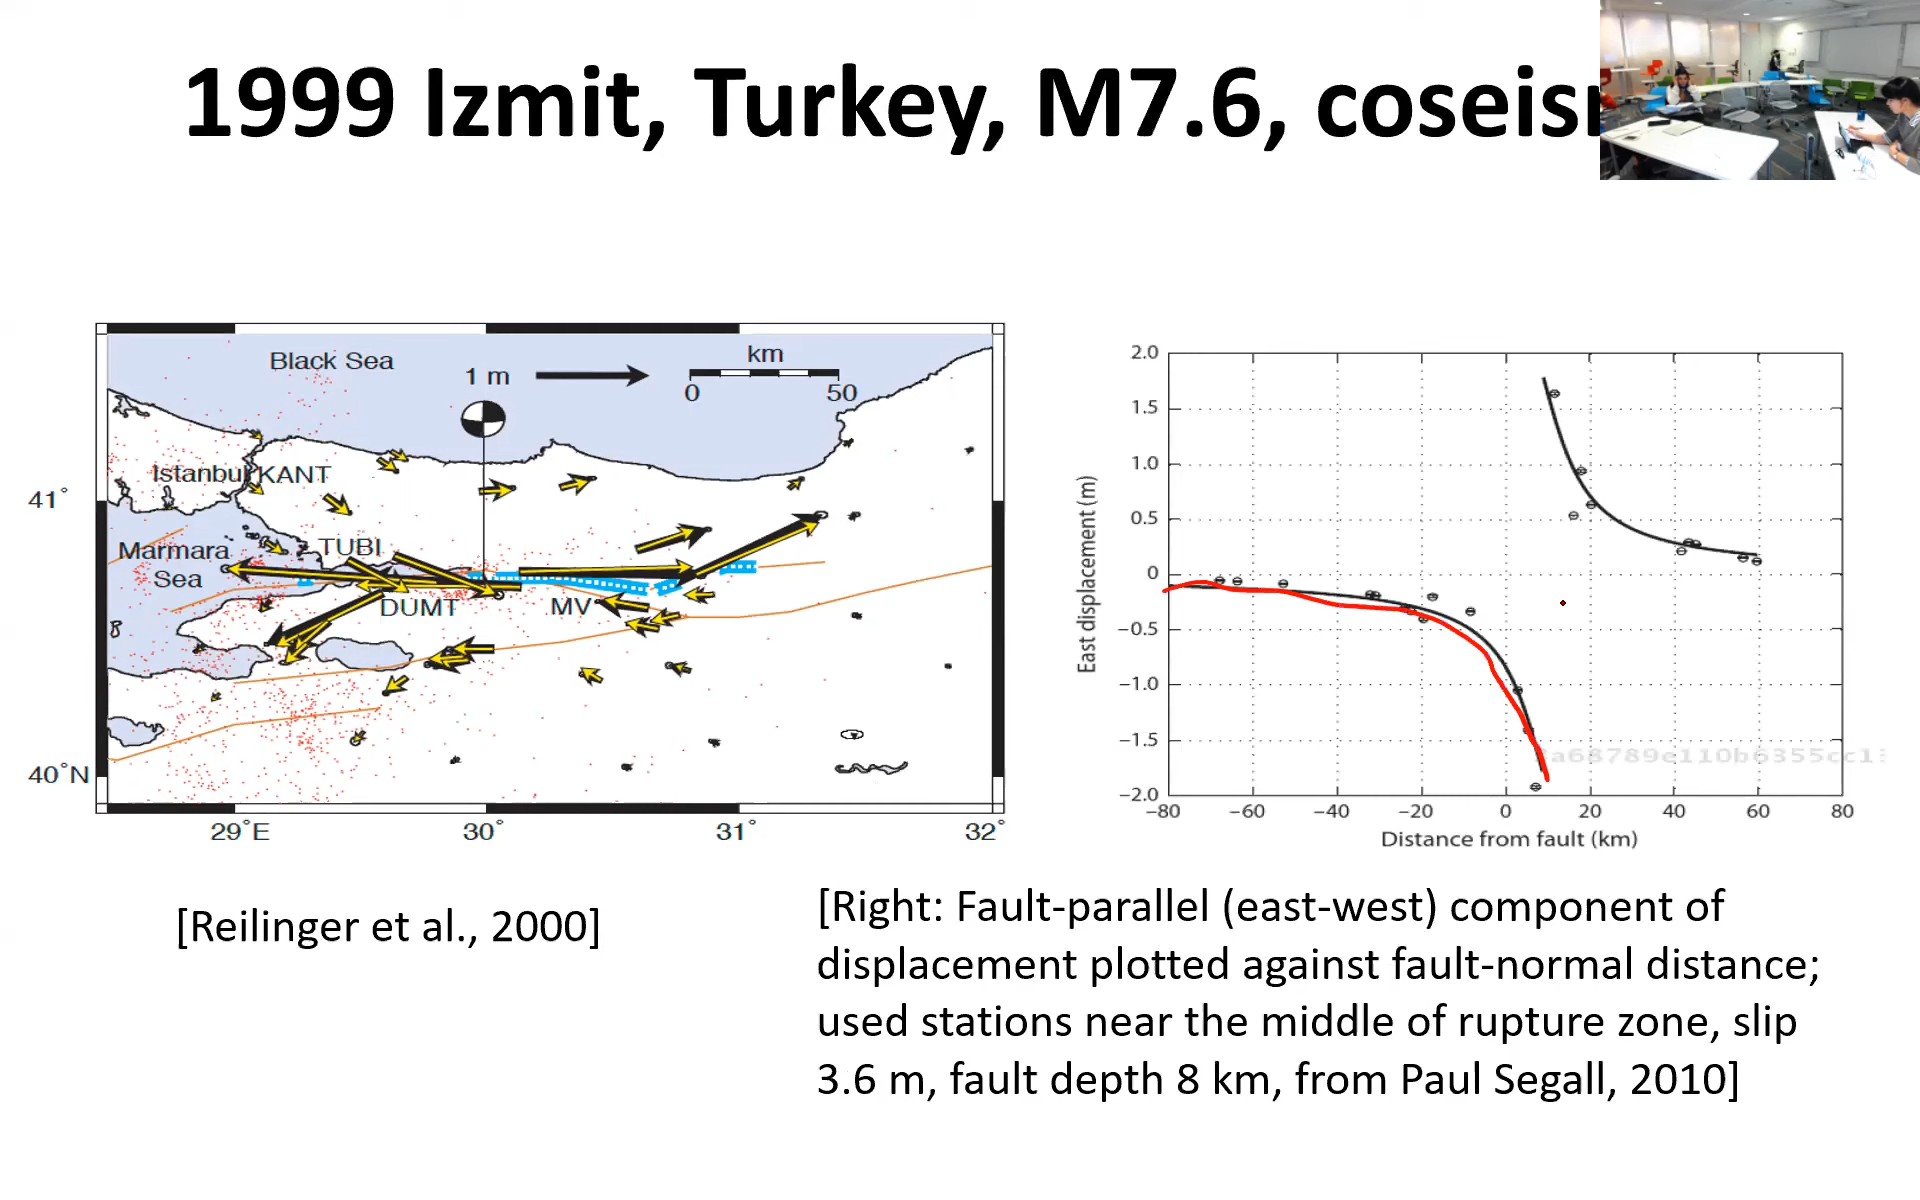 1999 Izmit, Turkey, M7.6, coseis
Black Sea
1 m
km
0 50
Istanbul KANT
41°
Marmara
Sea
TUBI
DUMT
MV
40°N
29°E 30° 31° 32°
2.0
1.5
1.0
0.5
0
−0.5
−1.0
−1.5
−2.0
East displacement (m)
−80 −60 −40 −20 0 20 40 60 80
Distance from fault (km)
a68789e110b6355cc1
[Reilinger et al., 2000]
[Right: Fault-parallel (east-west) component of
displacement plotted against fault-normal distance;
used stations near the middle of rupture zone, slip
3.6 m, fault depth 8 km, from Paul Segall, 2010]